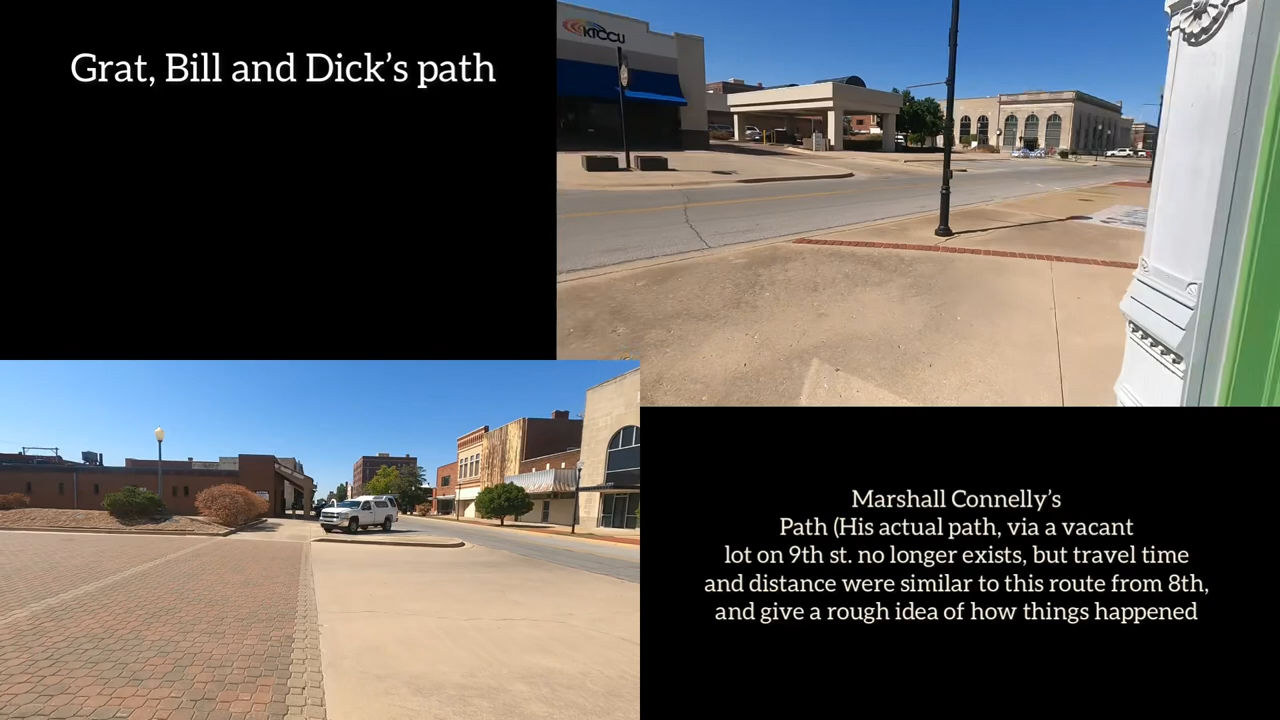 Grat, Bill and Dick's path
KTCCU
Marshall Connelly's
Path (His actual path, via a vacant
lot on 9th st. no longer exists, but travel time
and distance were similar to this route from 8th,
and give a rough idea of how things happened